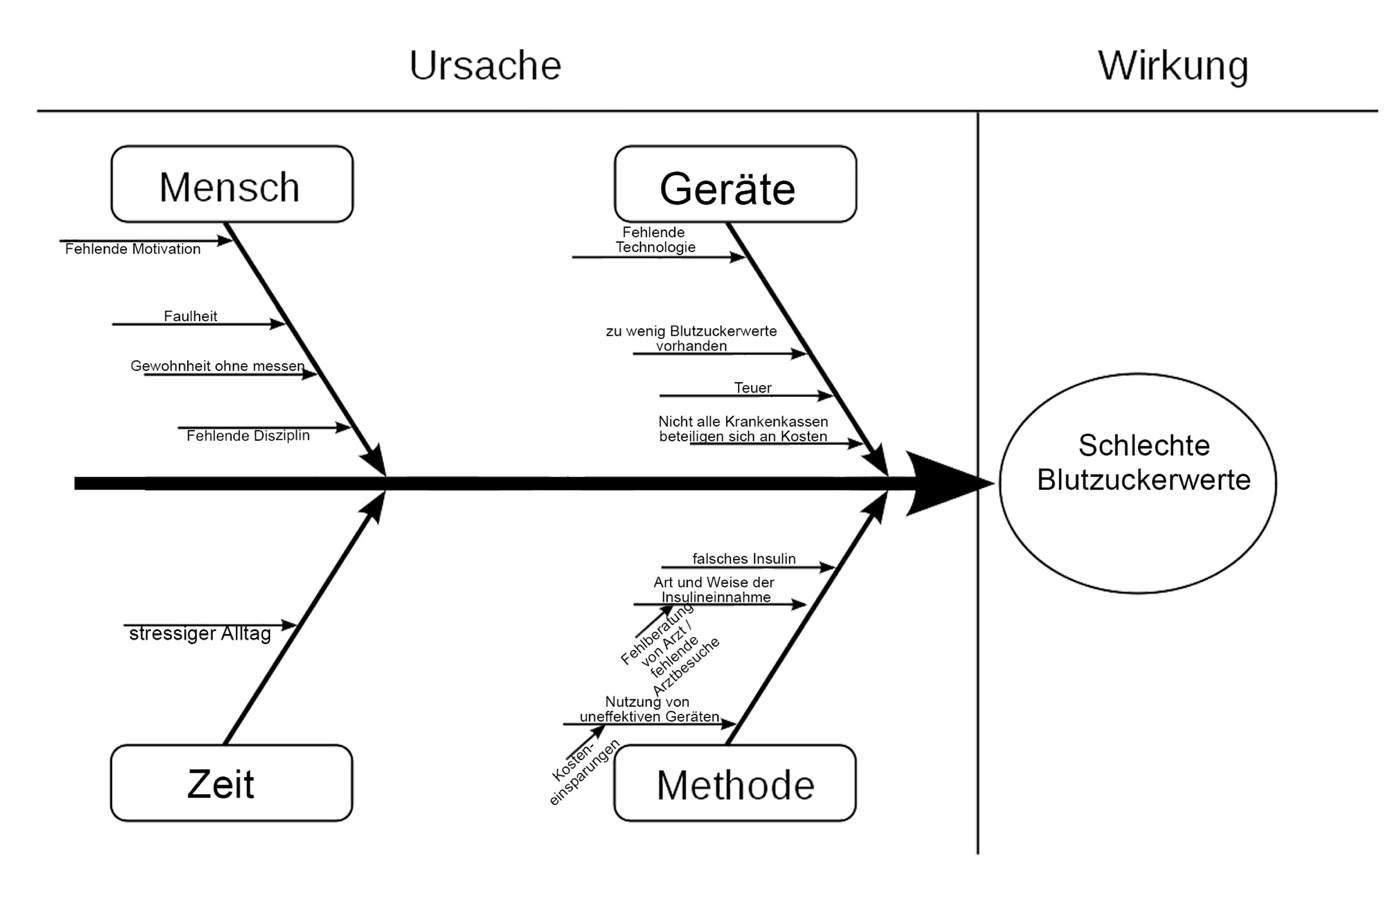 Ursache
Wirkung
Mensch
Geräte
Fehlende Motivation
Faulheit
Gewohnheit ohne messen
Fehlende Disziplin
Fehlende
Technologie
zu wenig Blutzuckerwerte
vorhanden
Teuer
Nicht alle Krankenkassen
beteiligen sich an Kosten
Schlechte
Blutzuckerwerte
stressiger Alltag
Zeit
falsches Insulin
Art und Weise der
Insulineinnahme
Fehlberatung
von Arzt /
fehlende
Arztbesuche
Nutzung von
uneffektiven Geräten
Kosten-
einsparungen
Methode